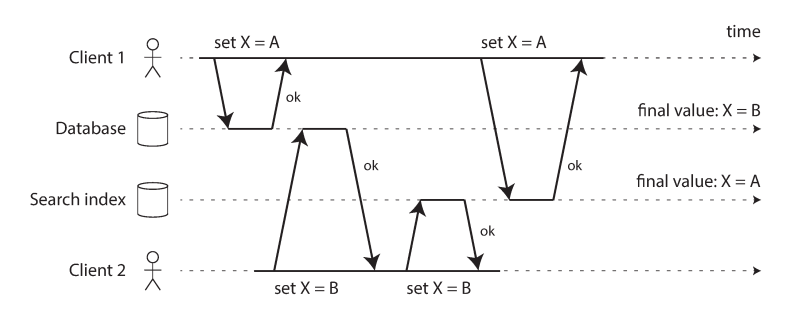 time
set X = A
set X = A
Client 1
ok
final value: X = B
Database
ok
ok
final value: X = A
Search index
ok
Client 2
set X = B
set X = B